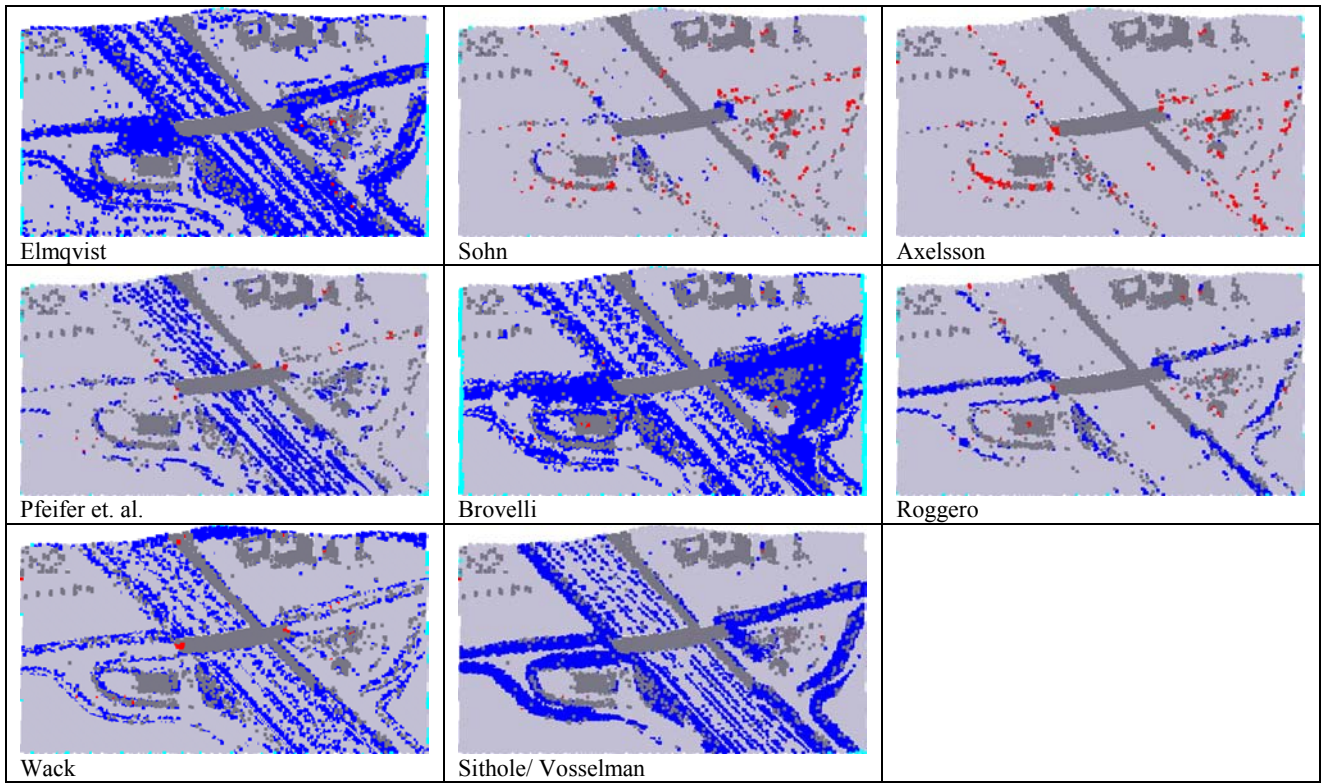 Elmqvist
Sohn
Axelsson
Pfeifer et. al.
Brovelli
Roggero
Wack
Sithole/ Vosselman